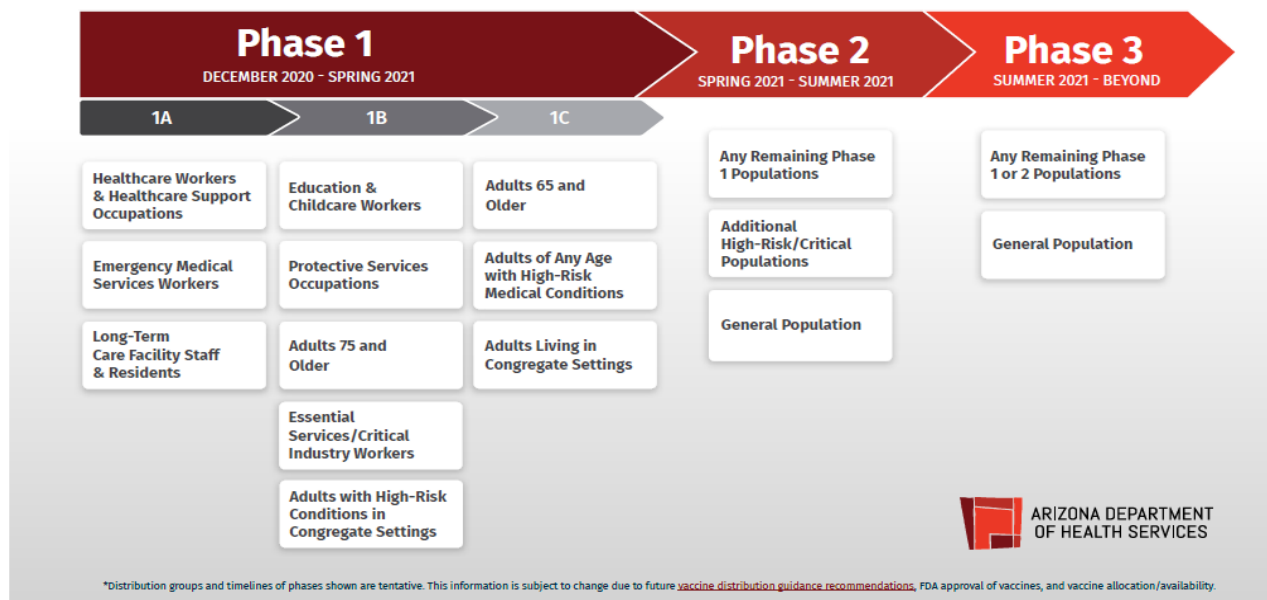 Phase 1
DECEMBER 2020 - SPRING 2021
Phase 2
SPRING 2021 - SUMMER 2021
Phase 3
SUMMER 2021 - BEYOND
1A
1B
1C
Healthcare Workers
& Healthcare Support
Occupations
Emergency Medical
Services Workers
Long-Term
Care Facility Staff
& Residents
Education &
Childcare Workers
Protective Services
Occupations
Adults 75 and
Older
Essential
Services/Critical
Industry Workers
Adults with High-Risk
Conditions in
Congregate Settings
Adults 65 and
Older
Adults of Any Age
with High-Risk
Medical Conditions
Adults Living in
Congregate Settings
Any Remaining Phase
1 Populations
Additional
High-Risk/Critical
Populations
General Population
Any Remaining Phase
1 or 2 Populations
General Population
ARIZONA DEPARTMENT
OF HEALTH SERVICES
*Distribution groups and timelines of phases shown are tentative. This information is subject to change due to future vaccine distribution guidance recommendations, FDA approval of vaccines, and vaccine allocation/availability.